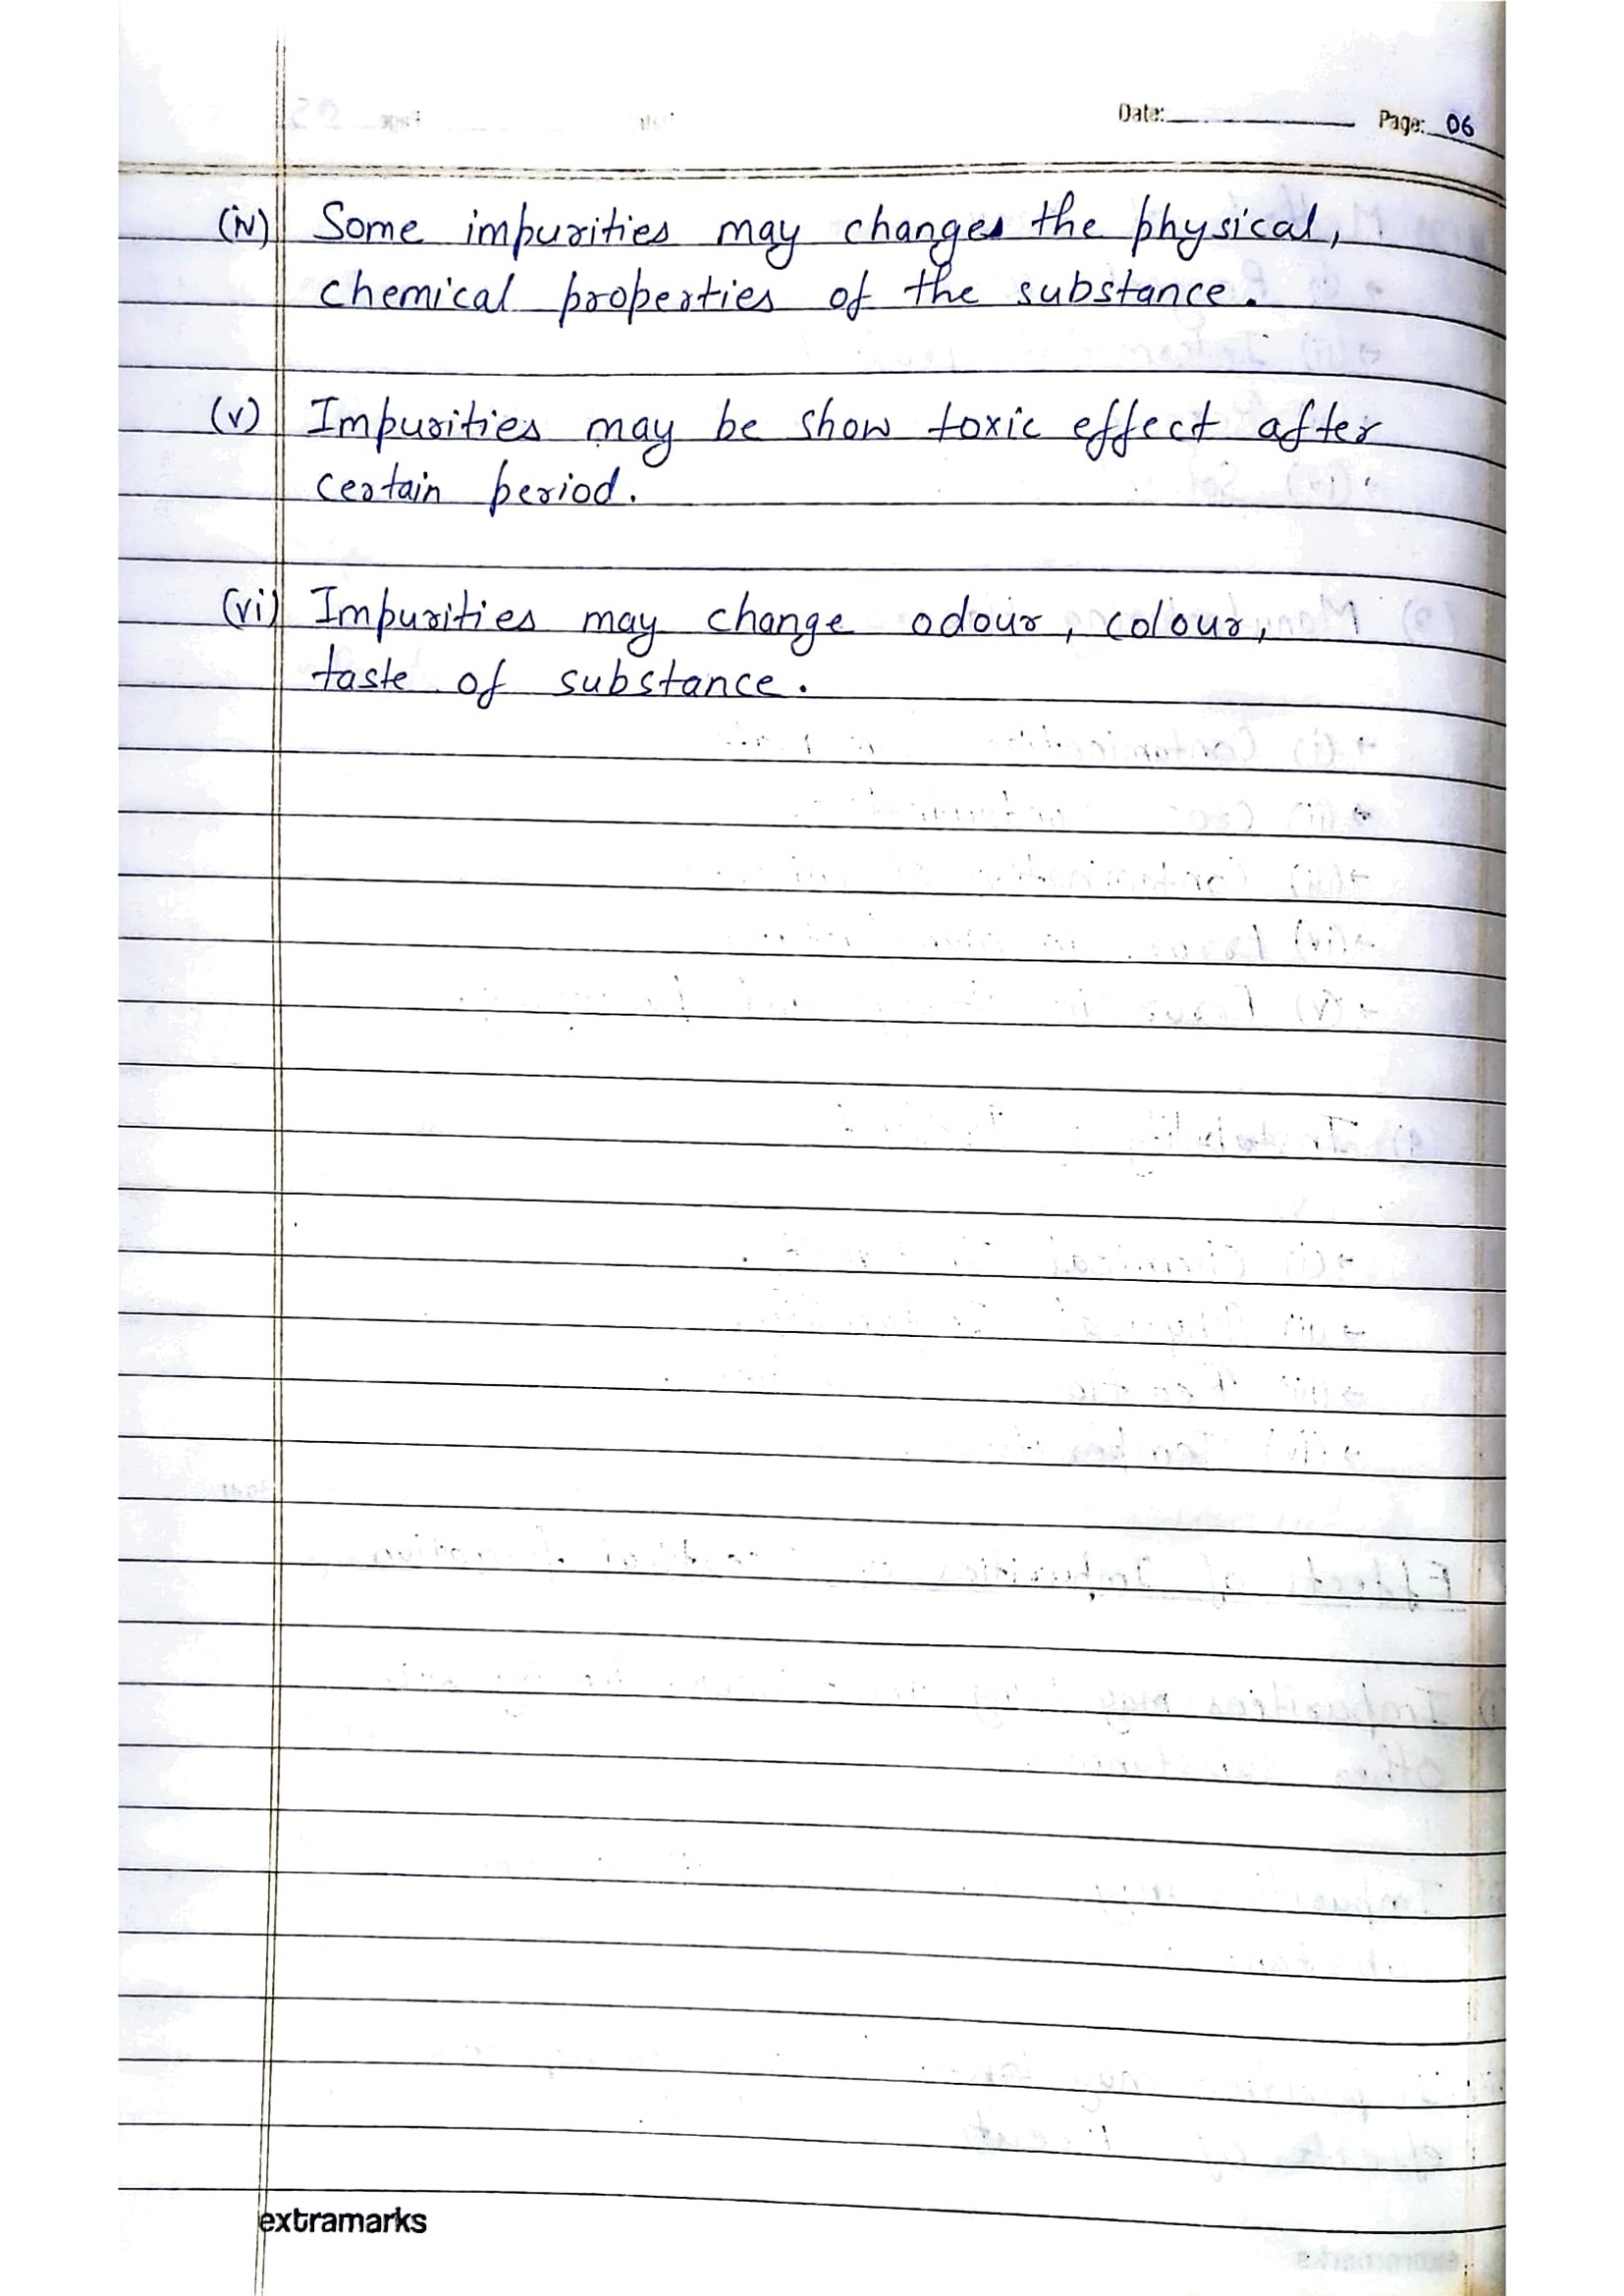 Date: Page: 06
(iv) Some impurities may changes the physical,
chemical properties of the substance.
(v) Impurities may be show toxic effect after
certain period.
(vi) Impurities may change odour, colour,
taste of substance.
extramarks